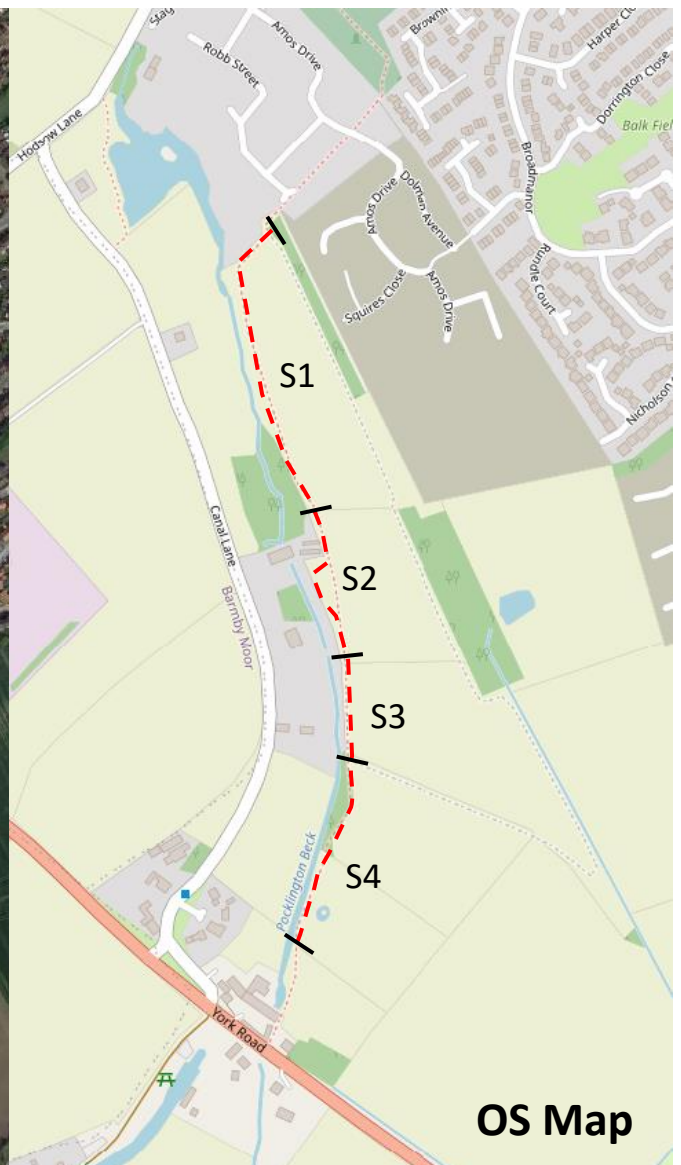 Amos Drive
Robb Street
Hodsow Lane
Harper Clo
Dorrington Close
Balk Fiel
Broadmanor
Amos Drive
Dolman Avenue
Squires Close
Amos Drive
Rundle Court
Nicholson
S1
Canal Lane
Barmby Moor
S2
S3
S4
Pocklington Beck
York Road
OS Map